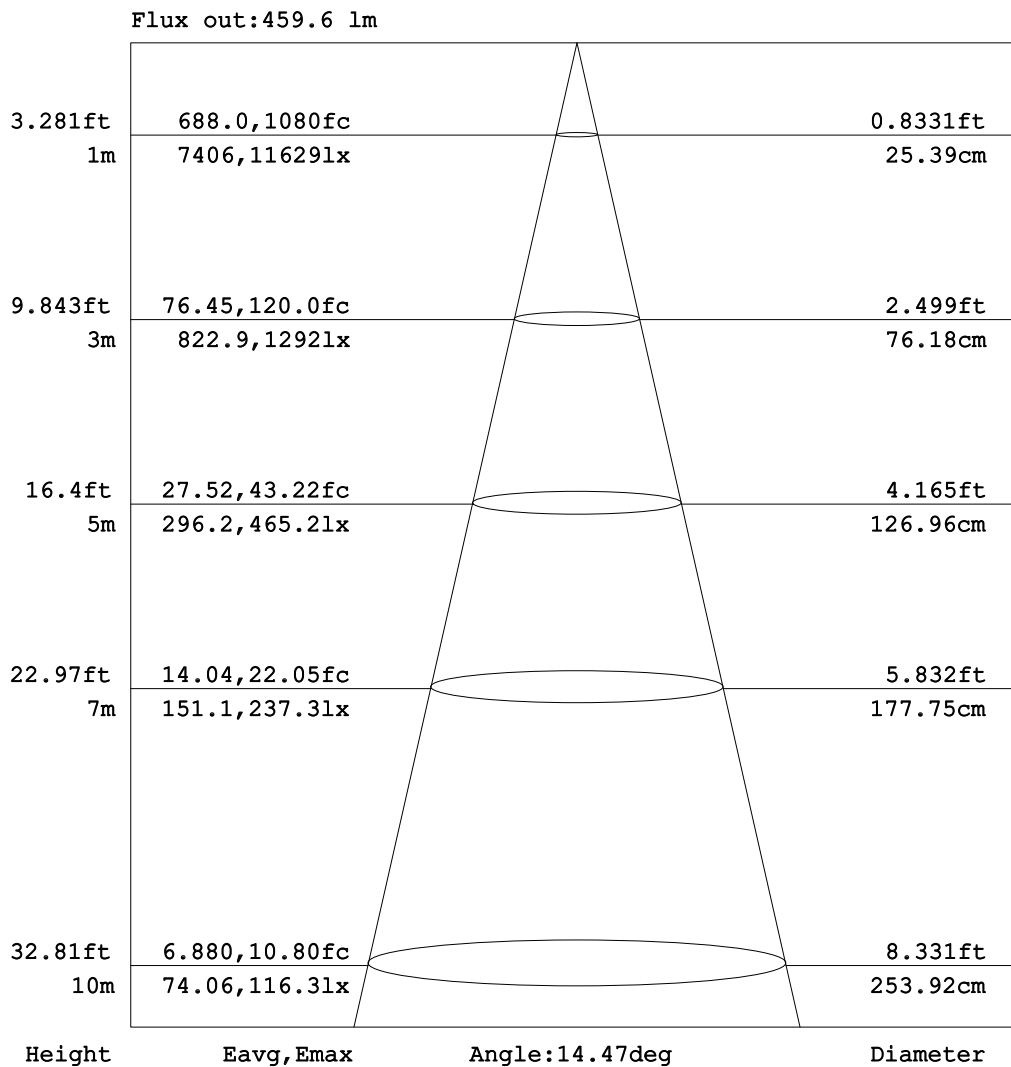 Flux out:459.6 lm
3.281ft 688.0,1080fc 0.8331ft
1m 7406,11629lx 25.39cm
9.843ft 76.45,120.0fc 2.499ft
3m 822.9,1292lx 76.18cm
16.4ft 27.52,43.22fc 4.165ft
5m 296.2,465.2lx 126.96cm
22.97ft 14.04,22.05fc 5.832ft
7m 151.1,237.3lx 177.75cm
32.81ft 6.880,10.80fc 8.331ft
10m 74.06,116.3lx 253.92cm
Height Eavg,Emax Angle:14.47deg Diameter